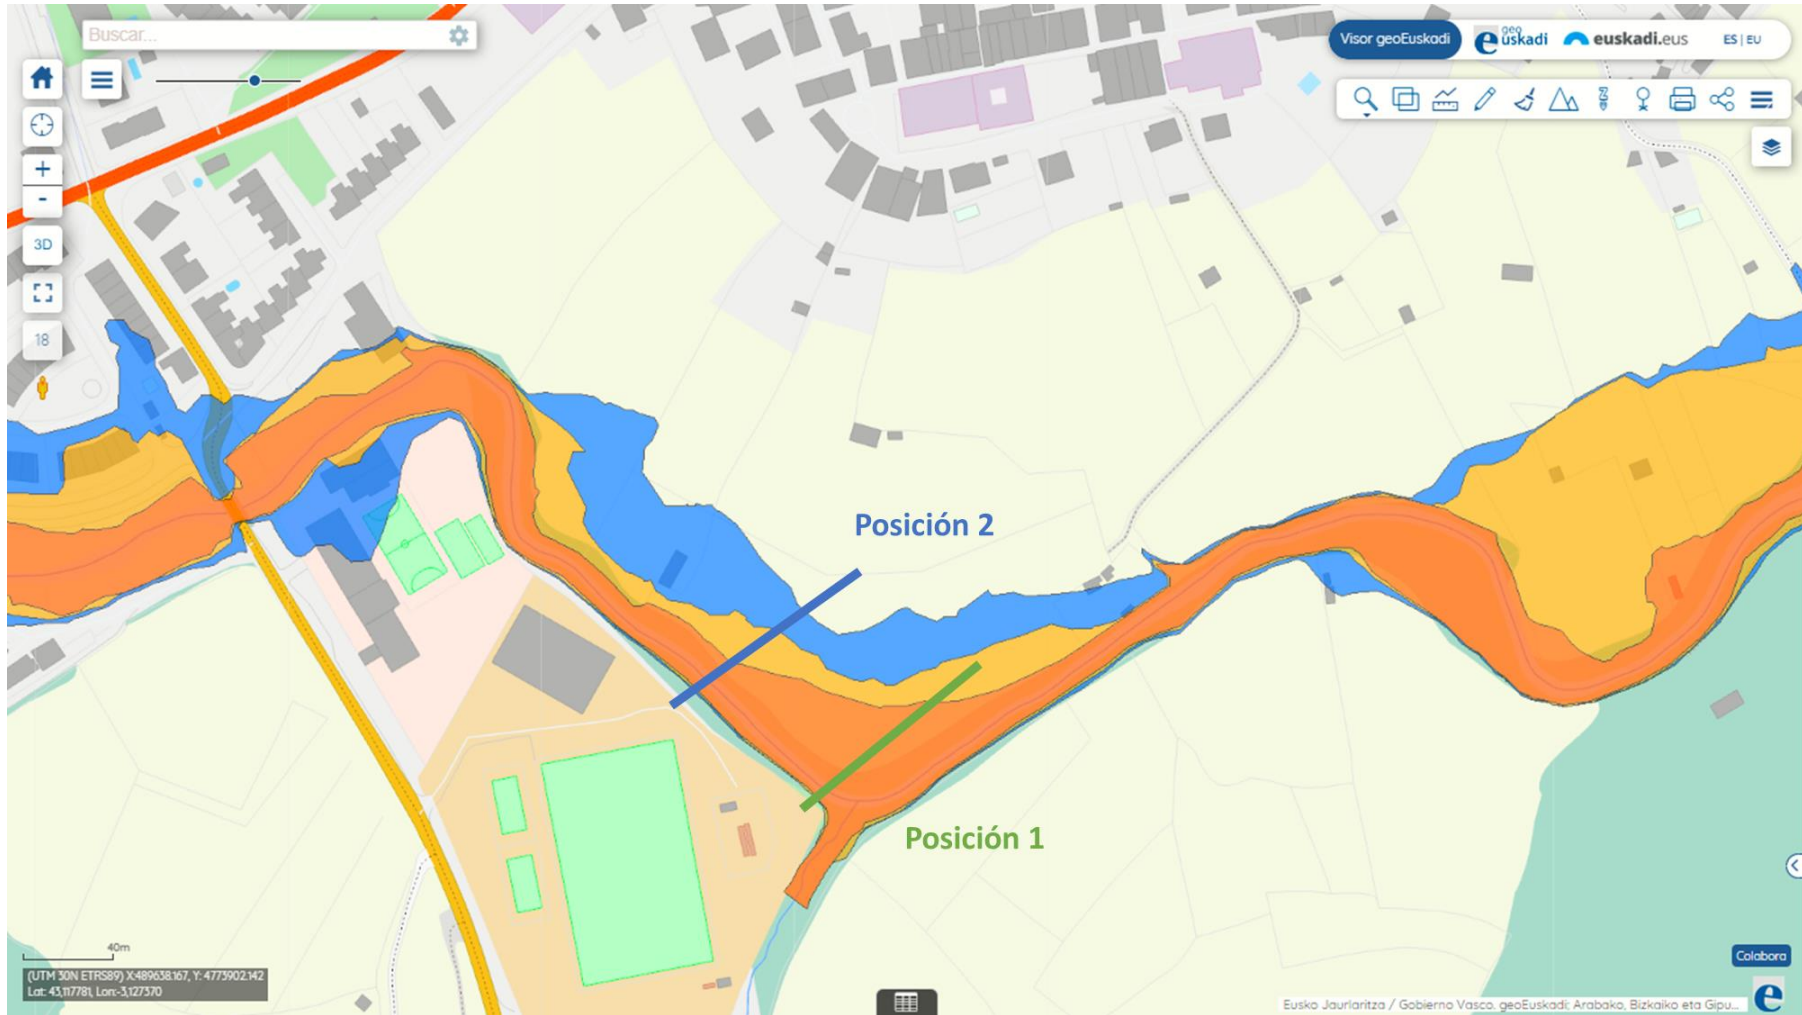 Buscar...
Visor geoEuskadi
geo
euskadi
euskadi.eus
ES | EU
+
-
3D
18
Posición 2
Posición 1
40m
(UTM 30N ETRS89) X:489638.167, Y: 4773902.142
Lat: 43,117781, Lon:-3,127370
Colabora
Eusko Jaurlaritza / Gobierno Vasco. geoEuskadi; Arabako, Bizkaiko eta Gipu...